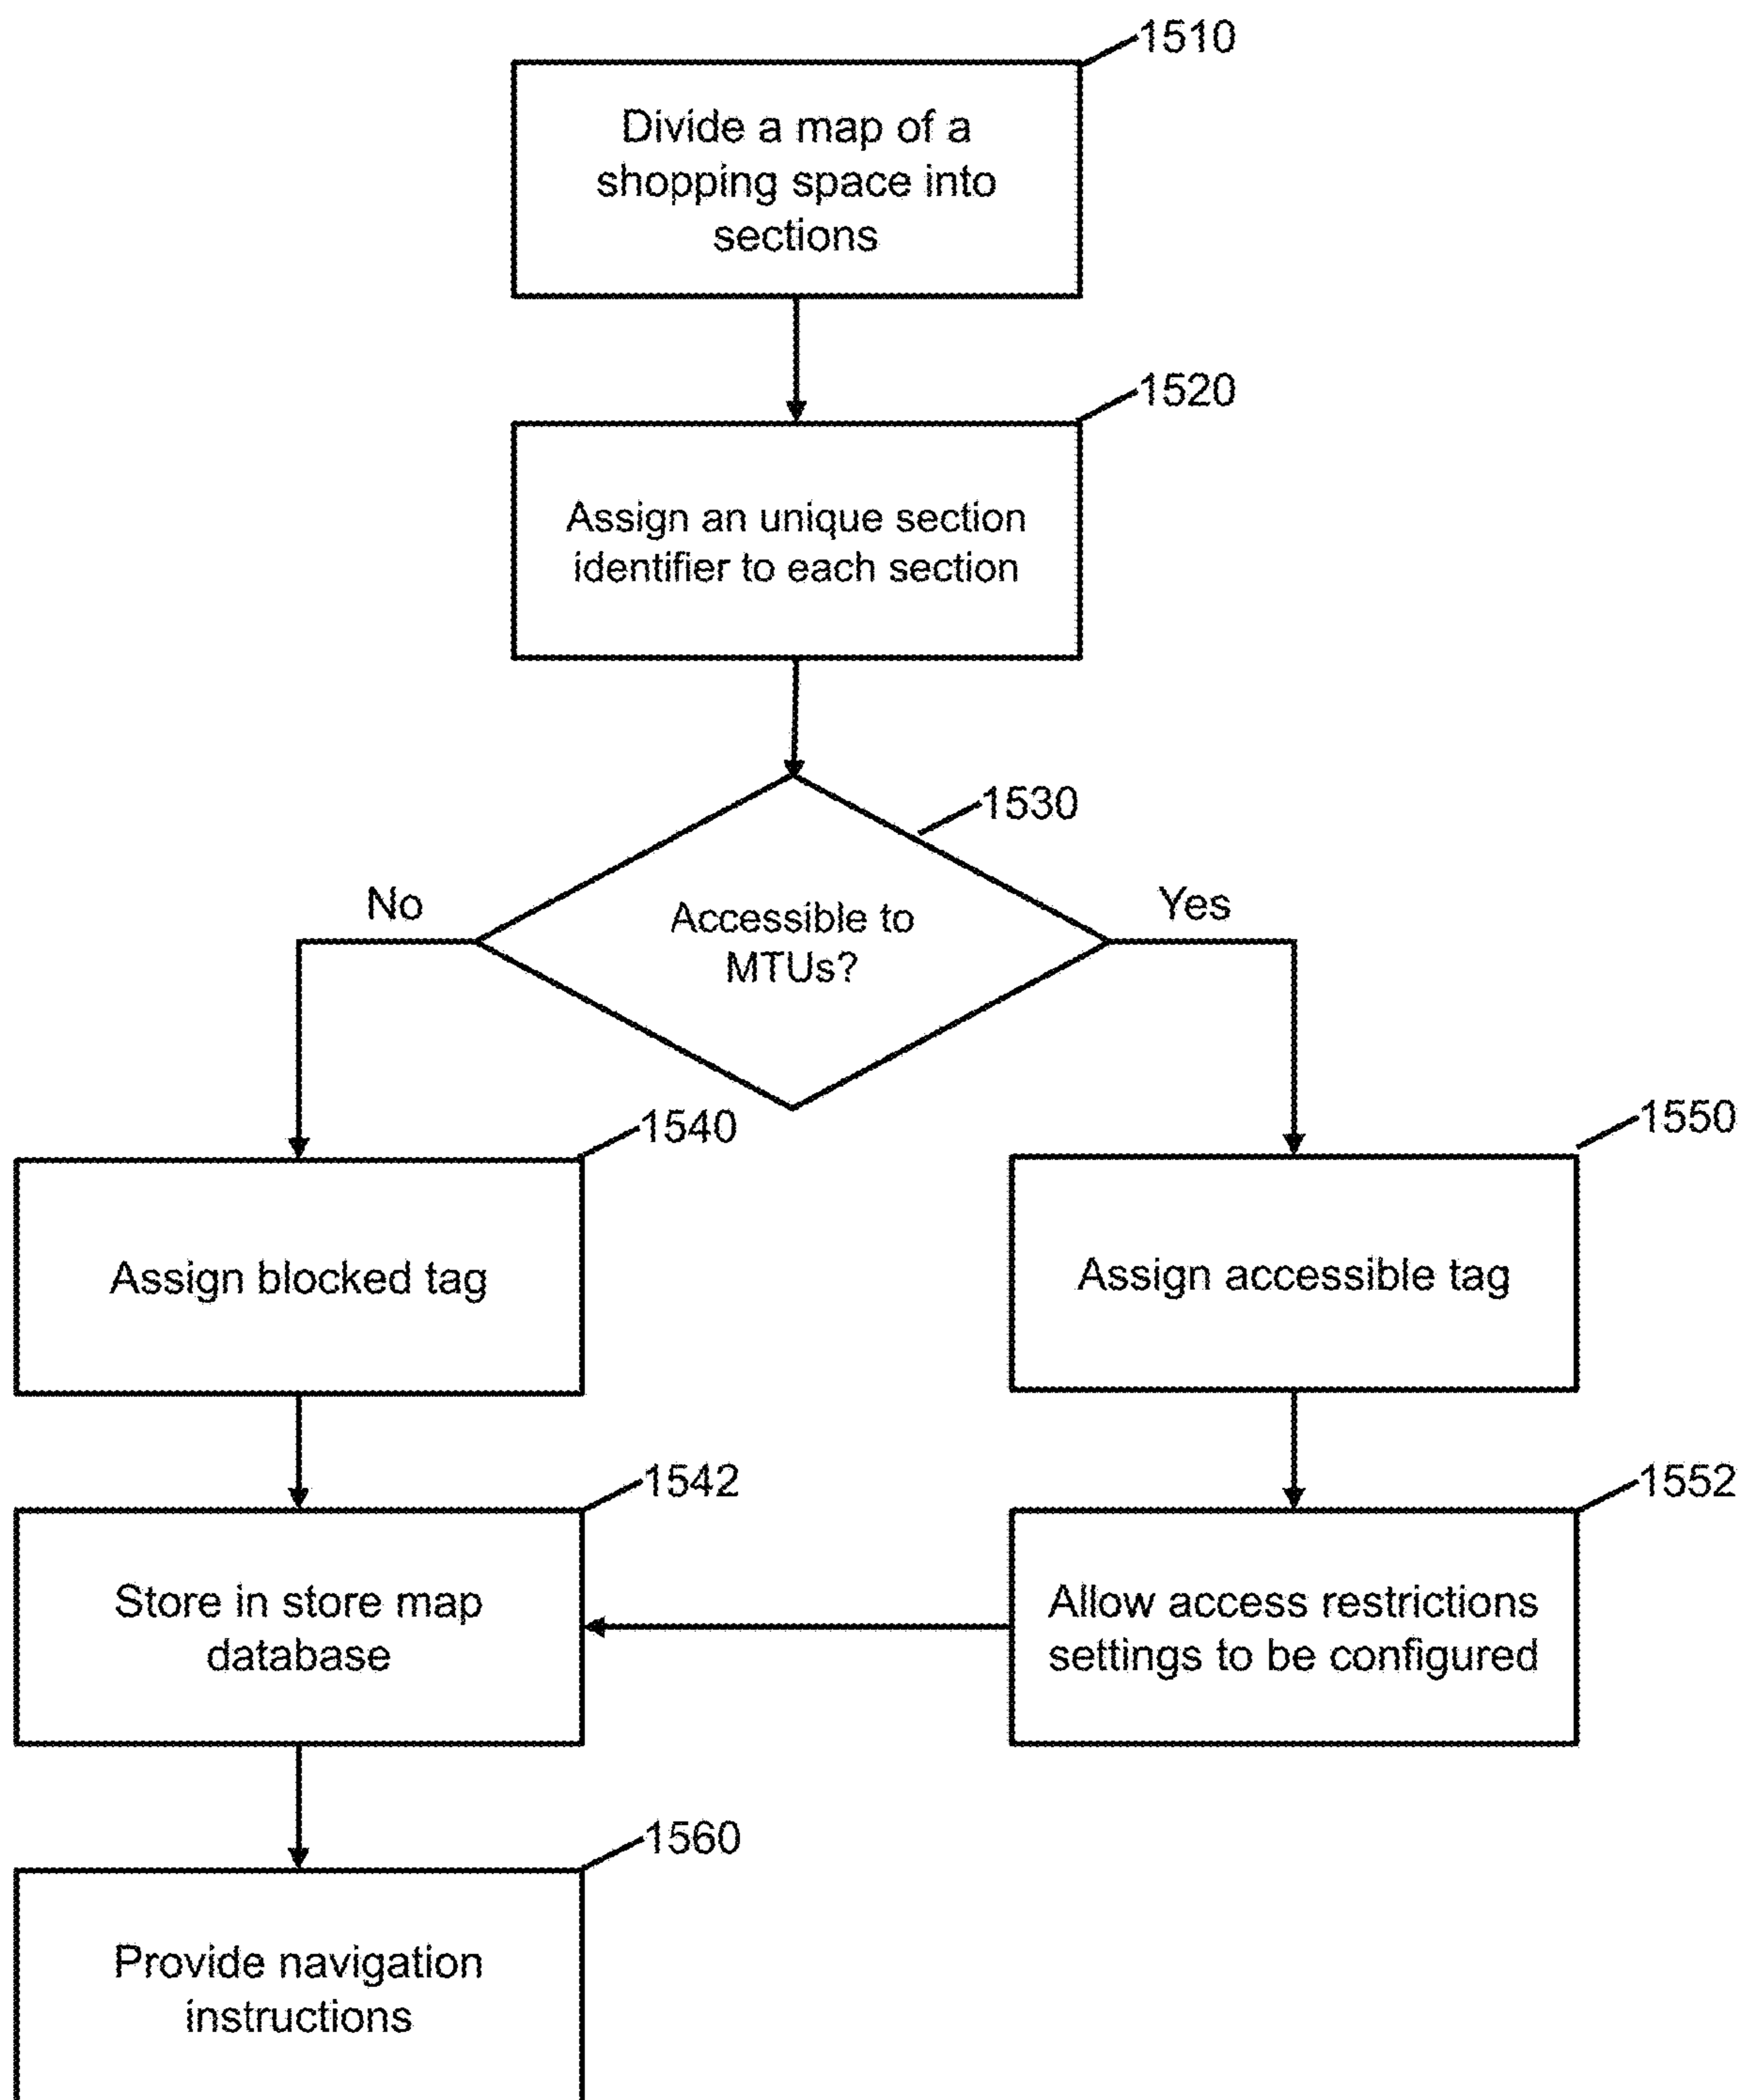 1510
Divide a map of a
shopping space into
sections
1520
Assign an unique section
identifier to each section
1530
Accessible to
MTUs?
No
Yes
1540
Assign blocked tag
1550
Assign accessible tag
1542
Store in store map
database
1552
Allow access restrictions
settings to be configured
1560
Provide navigation
instructions